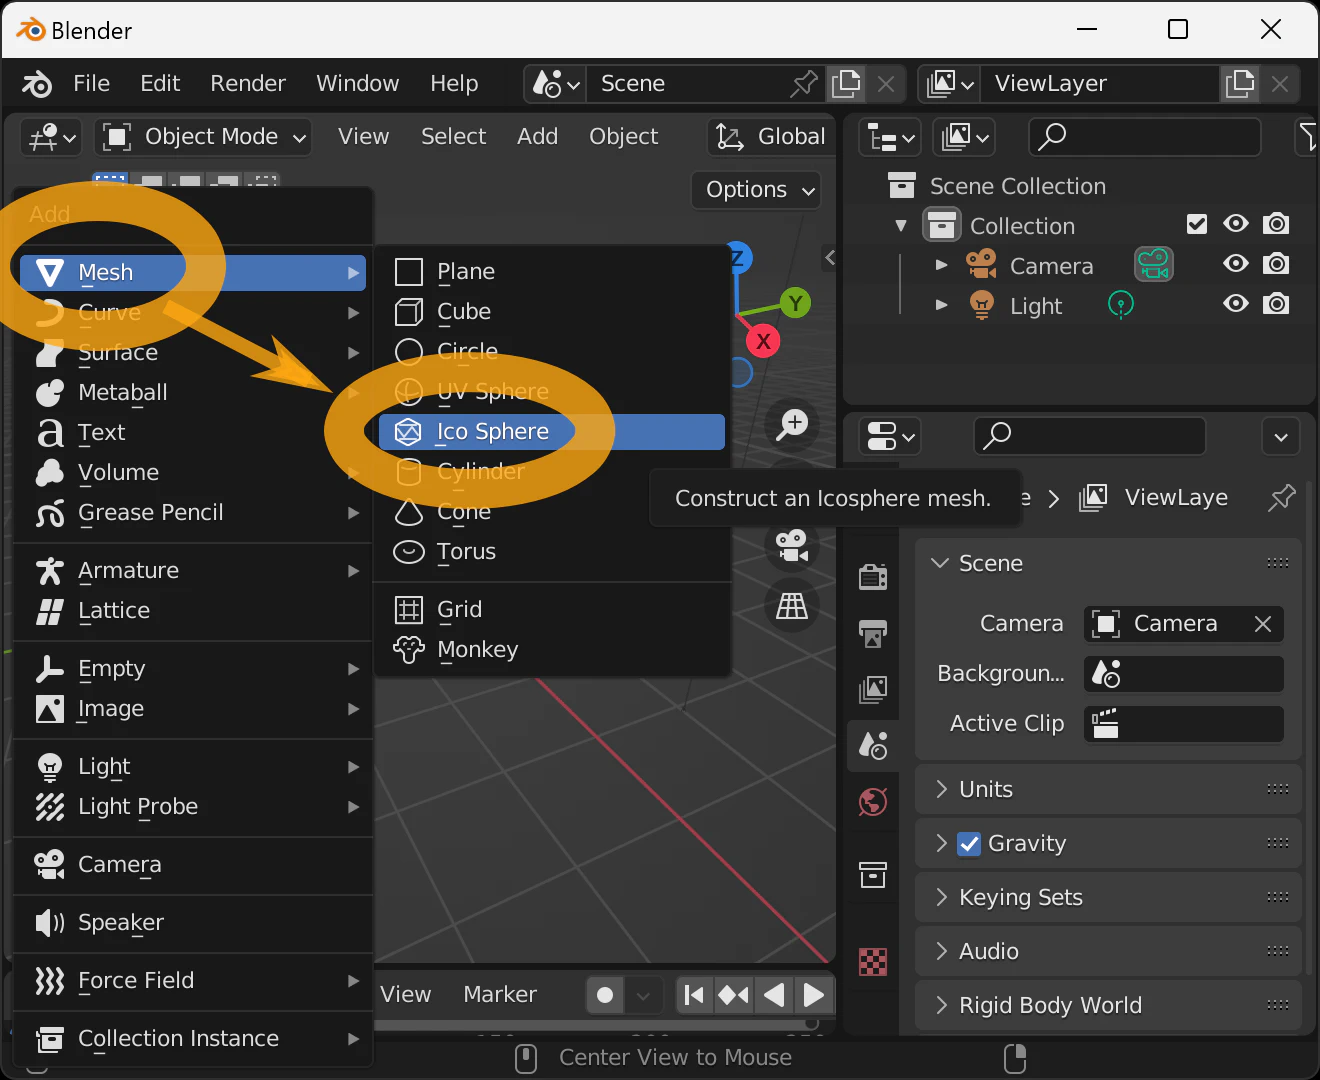 Blender
File Edit Render Window Help Scene ViewLayer
Object Mode View Select Add Object Global
Options
Add
Mesh
Curve
Surface
Metaball
Text
Volume
Grease Pencil
Armature
Lattice
Empty
Image
Light
Light Probe
Camera
Speaker
Force Field
Collection Instance
Plane
Cube
Circle
UV Sphere
Ico Sphere
Cylinder
Cone
Torus
Grid
Monkey
Construct an Icosphere mesh.
Z
Y
X
Scene Collection
Collection
Camera
Light
e > ViewLaye
Scene
Camera Camera
Backgroun...
Active Clip
Units
Gravity
Keying Sets
Audio
Rigid Body World
View Marker
Center View to Mouse